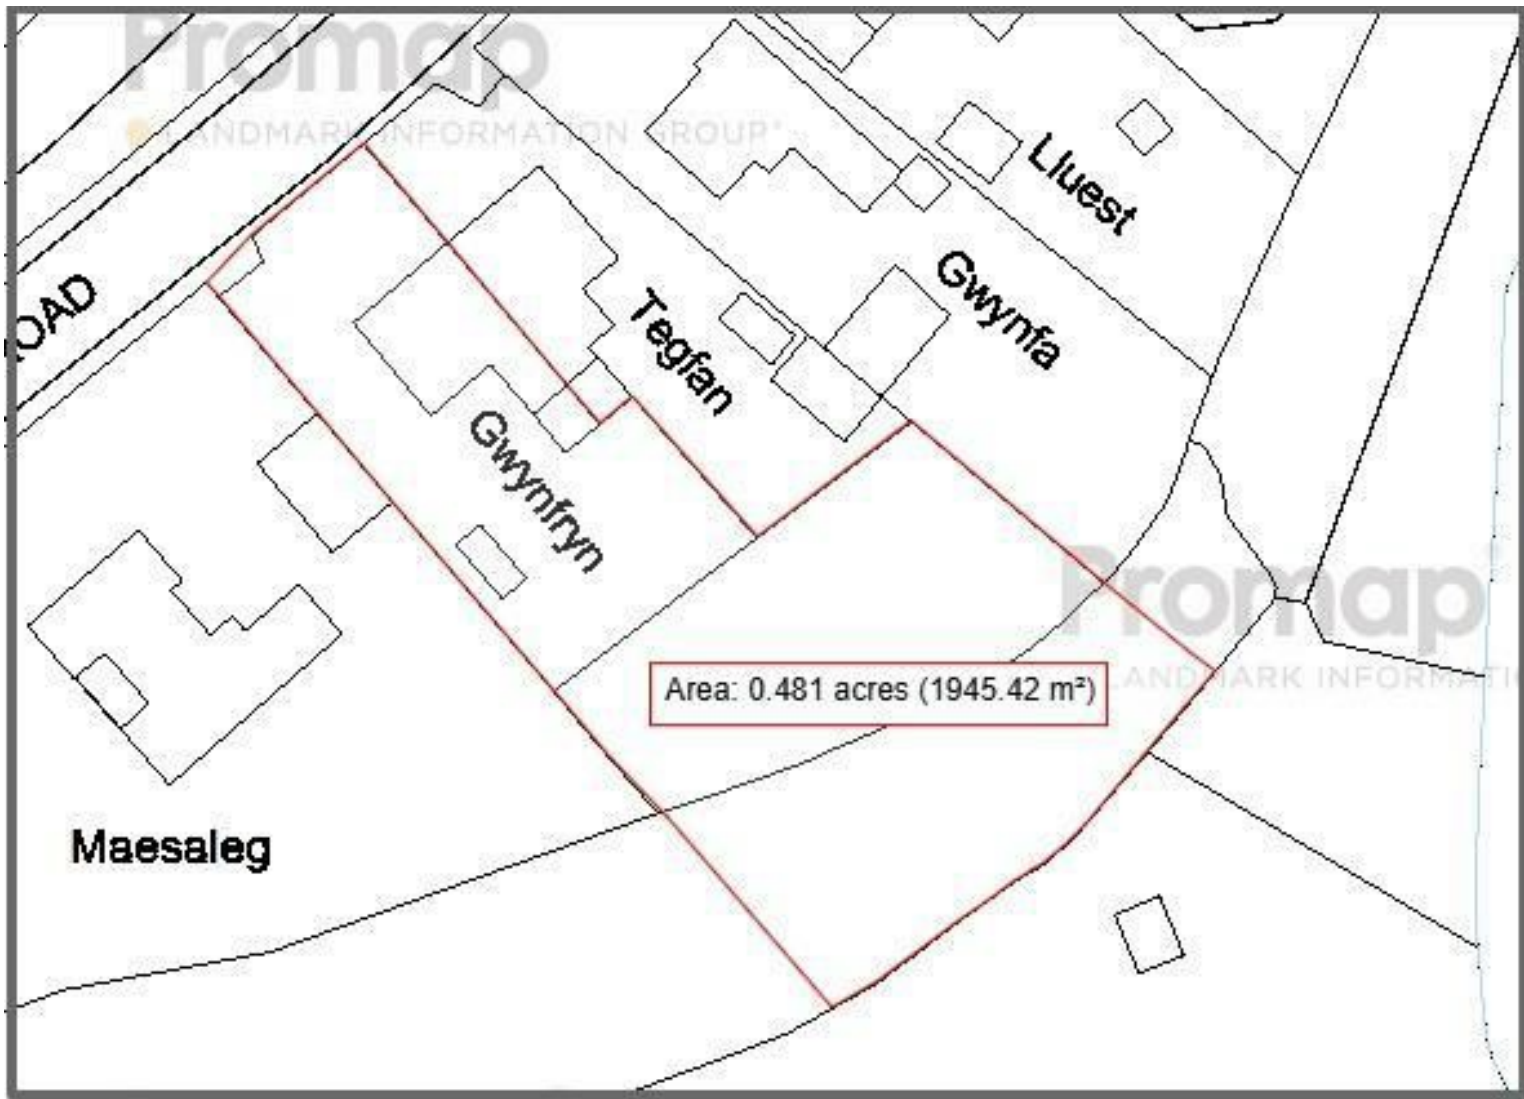 Promap
LANDMARK INFORMATION GROUP
Lluest
Gwynfa
Tegfan
OAD
Gwynfryn
Promap
LANDMARK
Area: 0.481 acres (1945.42 m²)
Maesaleg